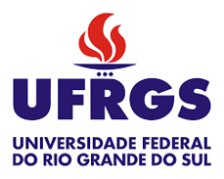 UFRGS
UNIVERSIDADE FEDERAL
DO RIO GRANDE DO SUL